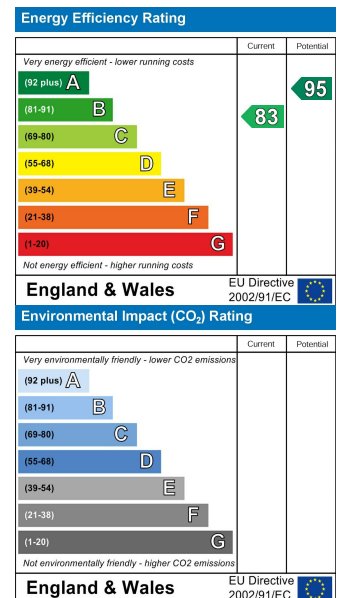 Energy Efficiency Rating
Current Potential
Very energy efficient - lower running costs
(92 plus) A
(81-91) B
(69-80) C
(55-68) D
(39-54) E
(21-38) F
(1-20) G
83
95
Not energy efficient - higher running costs
England & Wales
EU Directive
2002/91/EC
Environmental Impact (CO₂) Rating
Current Potential
Very environmentally friendly - lower CO2 emissions
(92 plus) A
(81-91) B
(69-80) C
(55-68) D
(39-54) E
(21-38) F
(1-20) G
Not environmentally friendly - higher CO2 emissions
England & Wales
EU Directive
2002/91/EC